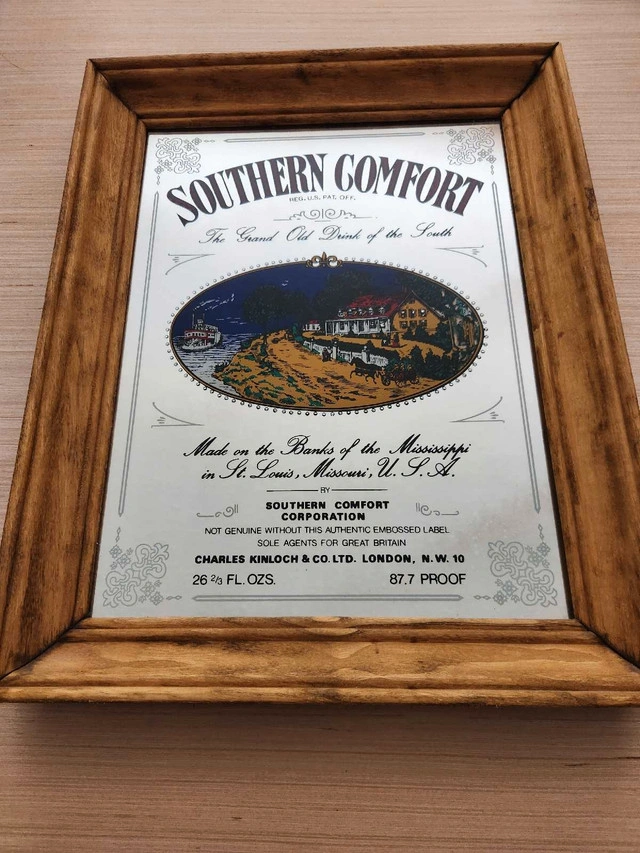 SOUTHERN COMFORT
REG. U.S. PAT. OFF.
The Grand Old Drink of the South
Made on the Banks of the Mississippi
in St. Louis, Missouri, U. S. A.
BY
SOUTHERN COMFORT
CORPORATION
NOT GENUINE WITHOUT THIS AUTHENTIC EMBOSSED LABEL
SOLE AGENTS FOR GREAT BRITAIN
CHARLES KINLOCH & CO. LTD. LONDON, N.W. 10
26 2/3 FL. OZS. 87.7 PROOF